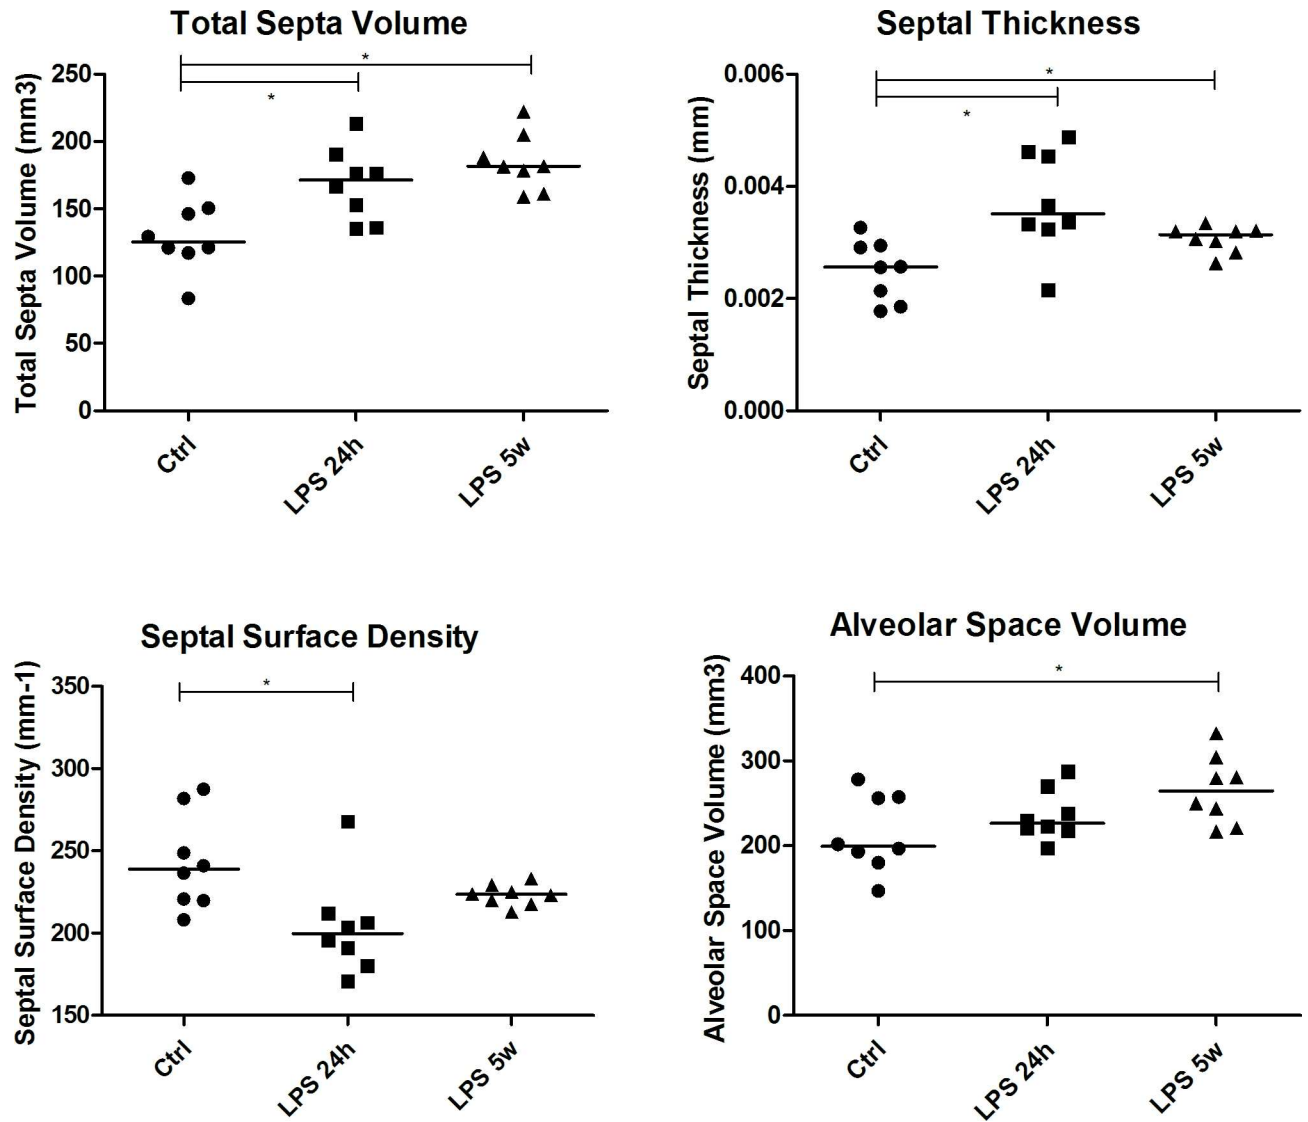 Total Septa Volume
Total Septa Volume (mm3)
250
200
150
100
50
0
*
*
Ctrl
LPS 24h
LPS 5w
Septal Thickness
Septal Thickness (mm)
0.006
0.004
0.002
0.000
*
*
Ctrl
LPS 24h
LPS 5w
Septal Surface Density
Septal Surface Density (mm-1)
350
300
250
200
150
*
Ctrl
LPS 24h
LPS 5w
Alveolar Space Volume
Alveolar Space Volume (mm3)
400
300
200
100
0
*
Ctrl
LPS 24h
LPS 5w